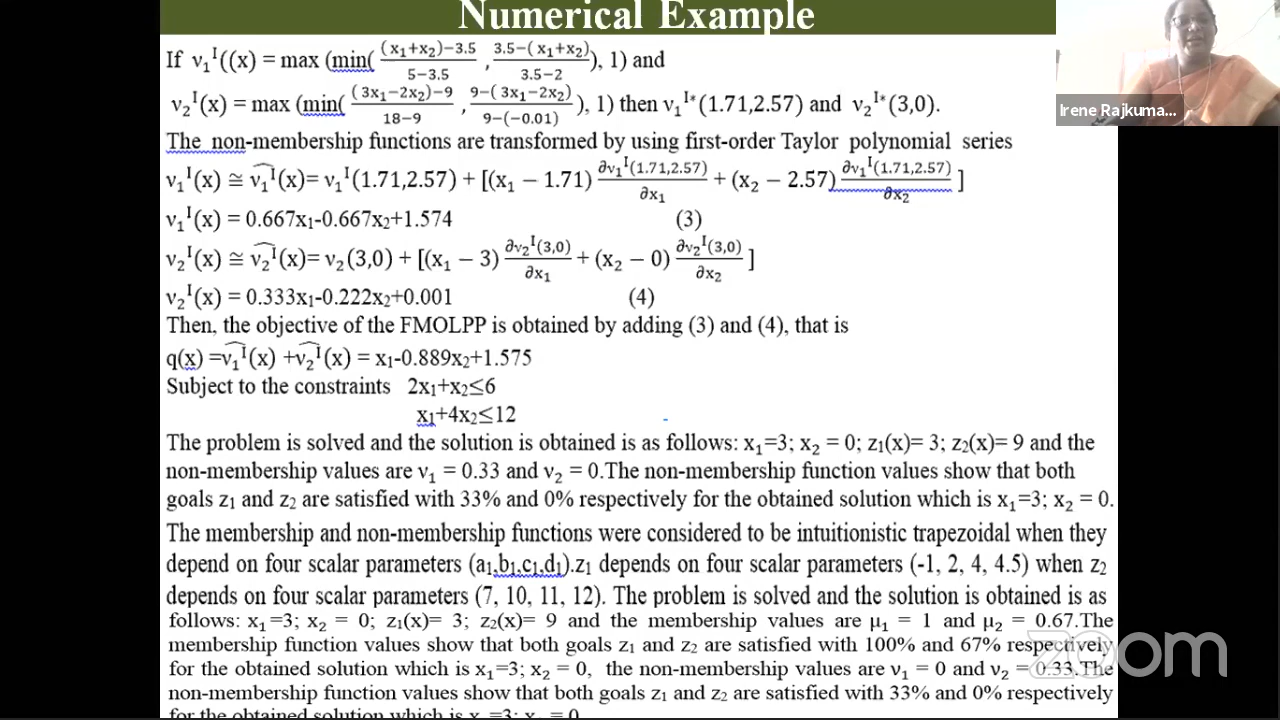 Numerical Example
If ν₁ᴵ((x) = max (min( (x₁+x₂)−3.5 / 5−3.5 , 3.5−( x₁+x₂) / 3.5−2 ), 1) and
ν₂ᴵ(x) = max (min( (3x₁−2x₂)−9 / 18−9 , 9−( 3x₁−2x₂) / 9−(−0.01) ), 1) then ν₁ᴵ*(1.71,2.57) and ν₂ᴵ*(3,0).
The non-membership functions are transformed by using first-order Taylor polynomial series
ν₁ᴵ(x) ≅ ν̂₁ᴵ(x)= ν₁ᴵ(1.71,2.57) + [(x₁ − 1.71) ∂ν₁ᴵ(1.71,2.57) / ∂x₁ + (x₂ − 2.57) ∂ν₁ᴵ(1.71,2.57) / ∂x₂ ]
ν₁ᴵ(x) = 0.667x₁-0.667x₂+1.574 (3)
ν₂ᴵ(x) ≅ ν̂₂ᴵ(x)= ν₂(3,0) + [(x₁ − 3) ∂ν₂ᴵ(3,0) / ∂x₁ + (x₂ − 0) ∂ν₂ᴵ(3,0) / ∂x₂ ]
ν₂ᴵ(x) = 0.333x₁-0.222x₂+0.001 (4)
Then, the objective of the FMOLPP is obtained by adding (3) and (4), that is
q(x) =ν̂₁ᴵ(x) +ν̂₂ᴵ(x) = x₁-0.889x₂+1.575
Subject to the constraints 2x₁+x₂≤6
x₁+4x₂≤12
The problem is solved and the solution is obtained is as follows: x₁=3; x₂ = 0; z₁(x)= 3; z₂(x)= 9 and the
non-membership values are ν₁ = 0.33 and ν₂ = 0.The non-membership function values show that both
goals z₁ and z₂ are satisfied with 33% and 0% respectively for the obtained solution which is x₁=3; x₂ = 0.
The membership and non-membership functions were considered to be intuitionistic trapezoidal when they
depend on four scalar parameters (a₁,b₁,c₁,d₁).z₁ depends on four scalar parameters (-1, 2, 4, 4.5) when z₂
depends on four scalar parameters (7, 10, 11, 12). The problem is solved and the solution is obtained is as
follows: x₁=3; x₂ = 0; z₁(x)= 3; z₂(x)= 9 and the membership values are μ₁ = 1 and μ₂ = 0.67.The
membership function values show that both goals z₁ and z₂ are satisfied with 100% and 67% respectively
for the obtained solution which is x₁=3; x₂ = 0, the non-membership values are ν₁ = 0 and ν₂ = 0.33.The
non-membership function values show that both goals z₁ and z₂ are satisfied with 33% and 0% respectively
for the obtained solution which is x₁=3; x₂ = 0
Irene Rajkuma...
zoom